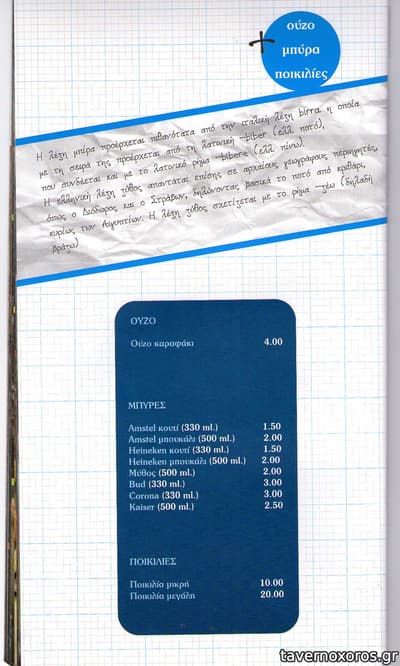 ούζο
μπύρα
ποικιλίες
Η λέξη μπίρα προέρχεται πιθανότατα από την ιταλική λέξη birra, η οποία
με τη σειρά της προέρχεται από τη λατινική -biber (ελλ. ποτό),
που συνδέεται και με το λατινικό ρήμα -bibere (ελλ. πίνω).
Η ελληνική λέξη ζύθος απαντάται επίσης σε αρχαίους γεωγράφους, περιηγητές,
όπως ο Διόδωρος και ο Στράβων, δηλώνοντας βασικά το ποτό από κριθάρι,
κυρίως των Αιγυπτίων. Η λέξη ζύθος σχετίζεται με το ρήμα -ζέω (δηλαδή
βράζω)
ΟΥΖΟ
Ούζο καραφάκι 4.00
ΜΠΥΡΕΣ
Amstel κουτί (330 ml.) 1.50
Amstel μπουκάλι (500 ml.) 2.00
Heineken κουτί (330 ml.) 1.50
Heineken μπουκάλι (500 ml.) 2.00
Μύθος (500 ml.) 2.00
Bud (330 ml.) 3.00
Corona (330 ml.) 3.00
Kaiser (500 ml.) 2.50
ΠΟΙΚΙΛΙΕΣ
Ποικιλία μικρή 10.00
Ποικιλία μεγάλη 20.00
tavernoxoros.gr